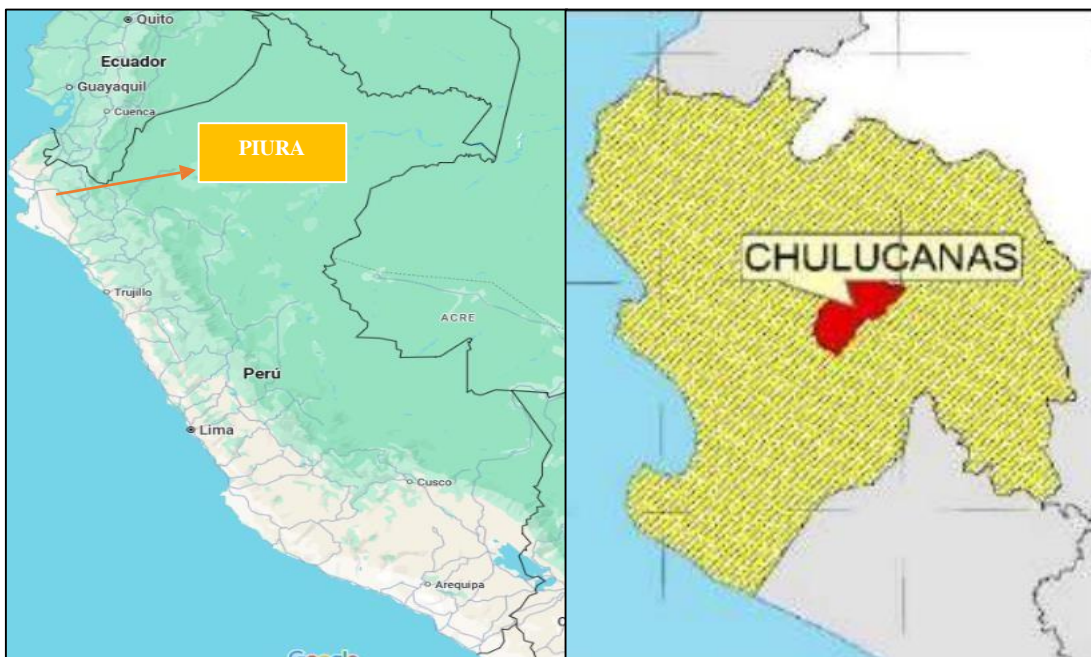 Quito
Ecuador
Guayaquil
Cuenca
PIURA
Trujillo
ACRE
Perú
Lima
Cusco
Arequipa
CHULUCANAS